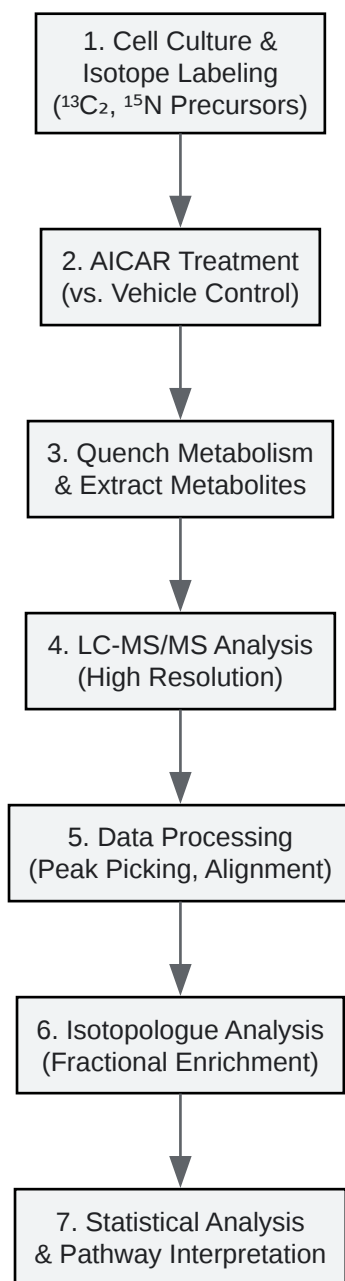 1. Cell Culture &
Isotope Labeling
(¹³C₂, ¹⁵N Precursors)
2. AICAR Treatment
(vs. Vehicle Control)
3. Quench Metabolism
& Extract Metabolites
4. LC-MS/MS Analysis
(High Resolution)
5. Data Processing
(Peak Picking, Alignment)
6. Isotopologue Analysis
(Fractional Enrichment)
7. Statistical Analysis
& Pathway Interpretation